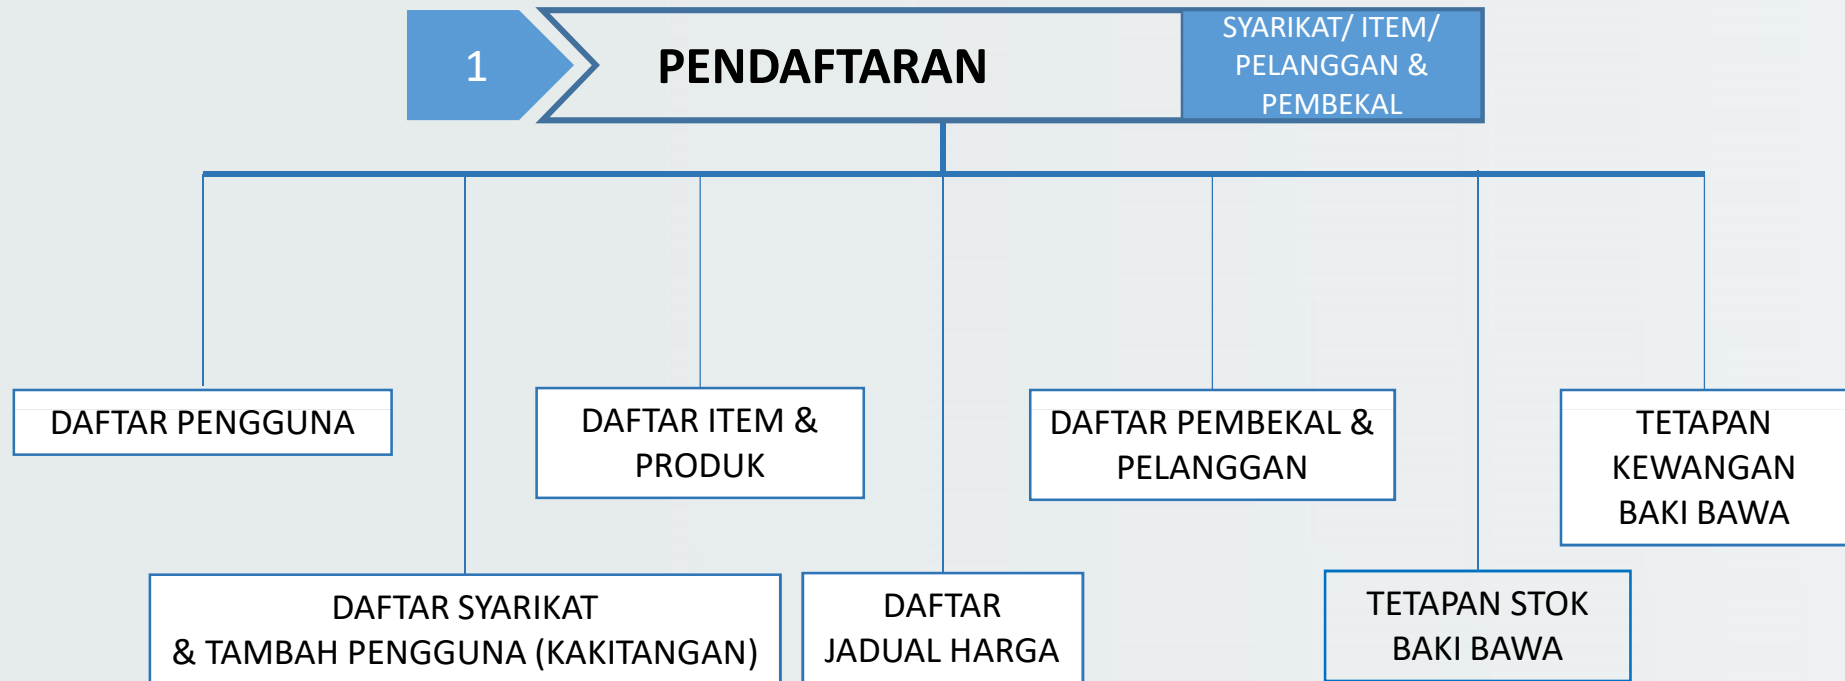 1
PENDAFTARAN
SYARIKAT/ ITEM/
PELANGGAN &
PEMBEKAL
DAFTAR PENGGUNA
DAFTAR SYARIKAT
& TAMBAH PENGGUNA (KAKITANGAN)
DAFTAR ITEM &
PRODUK
DAFTAR
JADUAL HARGA
DAFTAR PEMBEKAL &
PELANGGAN
TETAPAN STOK
BAKI BAWA
TETAPAN
KEWANGAN
BAKI BAWA